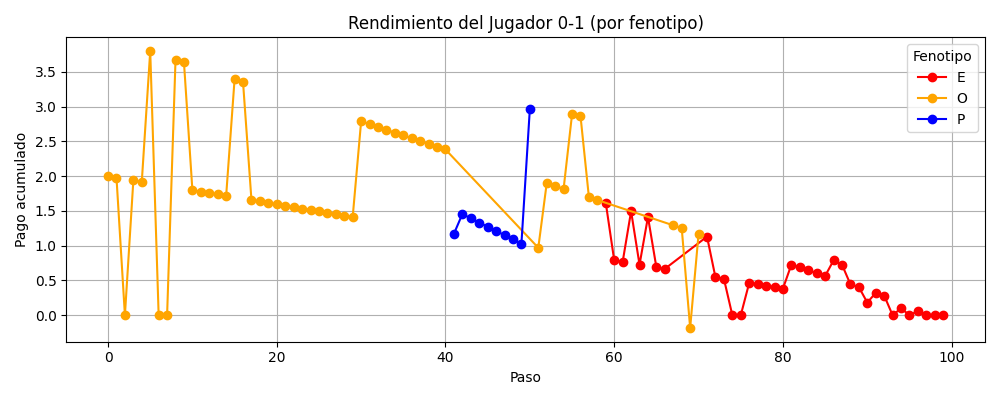 Rendimiento del Jugador 0-1 (por fenotipo)
Pago acumulado
3.5
3.0
2.5
2.0
1.5
1.0
0.5
0.0
Fenotipo
E
O
P
0 20 40 60 80 100
Paso